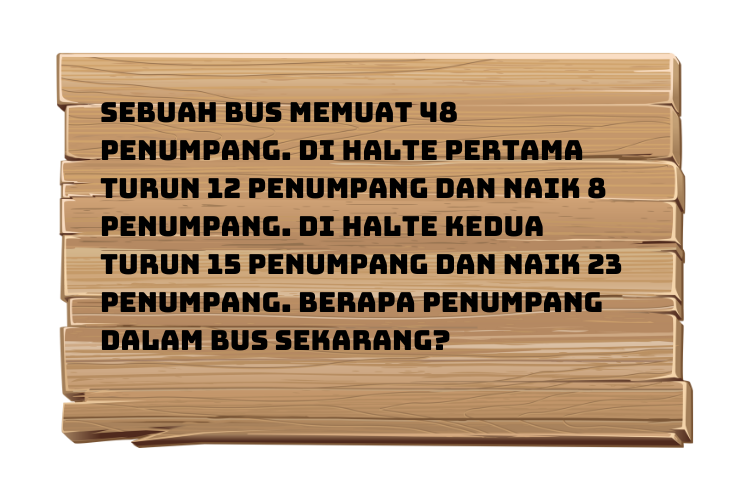 SEBUAH BUS MEMUAT 48
PENUMPANG. DI HALTE PERTAMA
TURUN 12 PENUMPANG DAN NAIK 8
PENUMPANG. DI HALTE KEDUA
TURUN 15 PENUMPANG DAN NAIK 23
PENUMPANG. BERAPA PENUMPANG
DALAM BUS SEKARANG?